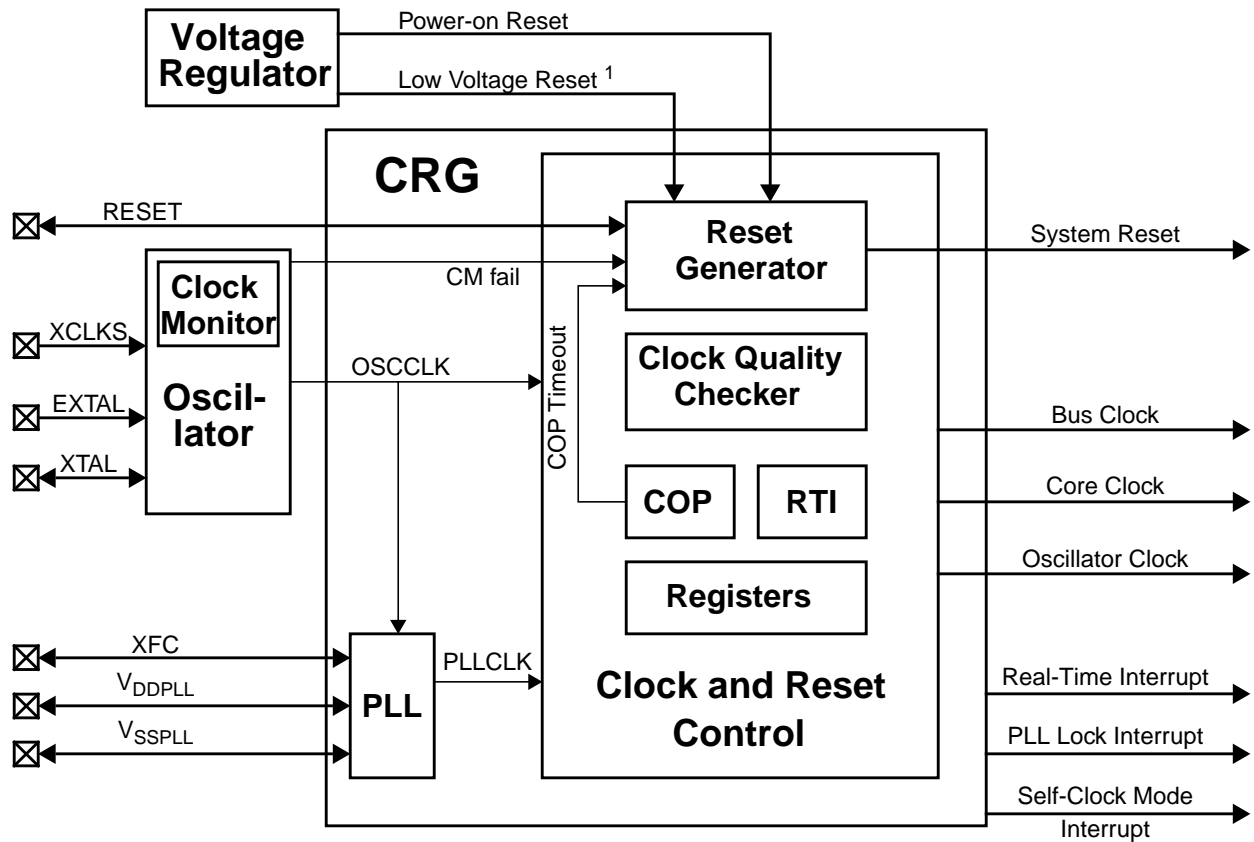 Voltage
Regulator
Power-on Reset
Low Voltage Reset 1
CRG
RESET
Reset
Generator
System Reset
CM fail
Clock
Monitor
XCLKS
Oscil-
lator
EXTAL
XTAL
OSCCLK
COP Timeout
Clock Quality
Checker
Bus Clock
COP
RTI
Core Clock
Oscillator Clock
Registers
XFC
VDDPLL
VSSPLL
PLL
PLLCLK
Clock and Reset
Control
Real-Time Interrupt
PLL Lock Interrupt
Self-Clock Mode
Interrupt